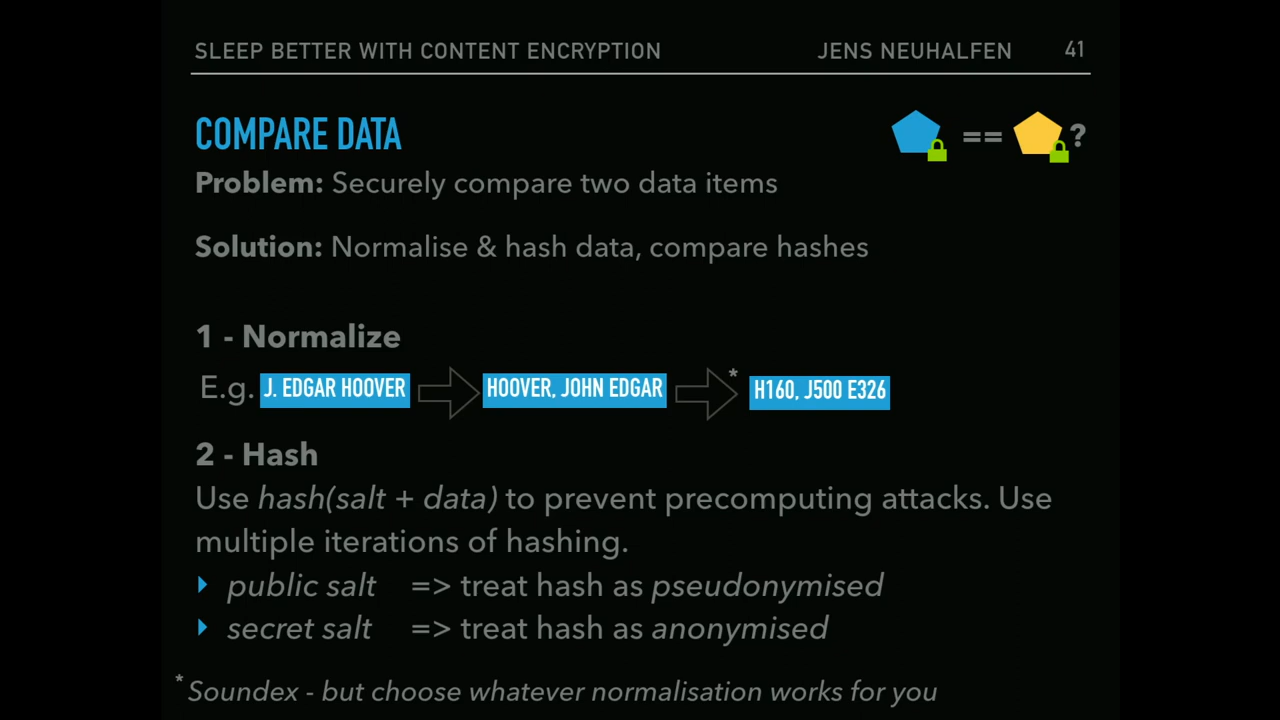 SLEEP BETTER WITH CONTENT ENCRYPTION JENS NEUHALFEN 41
COMPARE DATA == ?
Problem: Securely compare two data items
Solution: Normalise & hash data, compare hashes
1 - Normalize
E.g. J. EDGAR HOOVER HOOVER, JOHN EDGAR * H160, J500 E326
2 - Hash
Use hash(salt + data) to prevent precomputing attacks. Use
multiple iterations of hashing.
public salt => treat hash as pseudonymised
secret salt => treat hash as anonymised
* Soundex - but choose whatever normalisation works for you